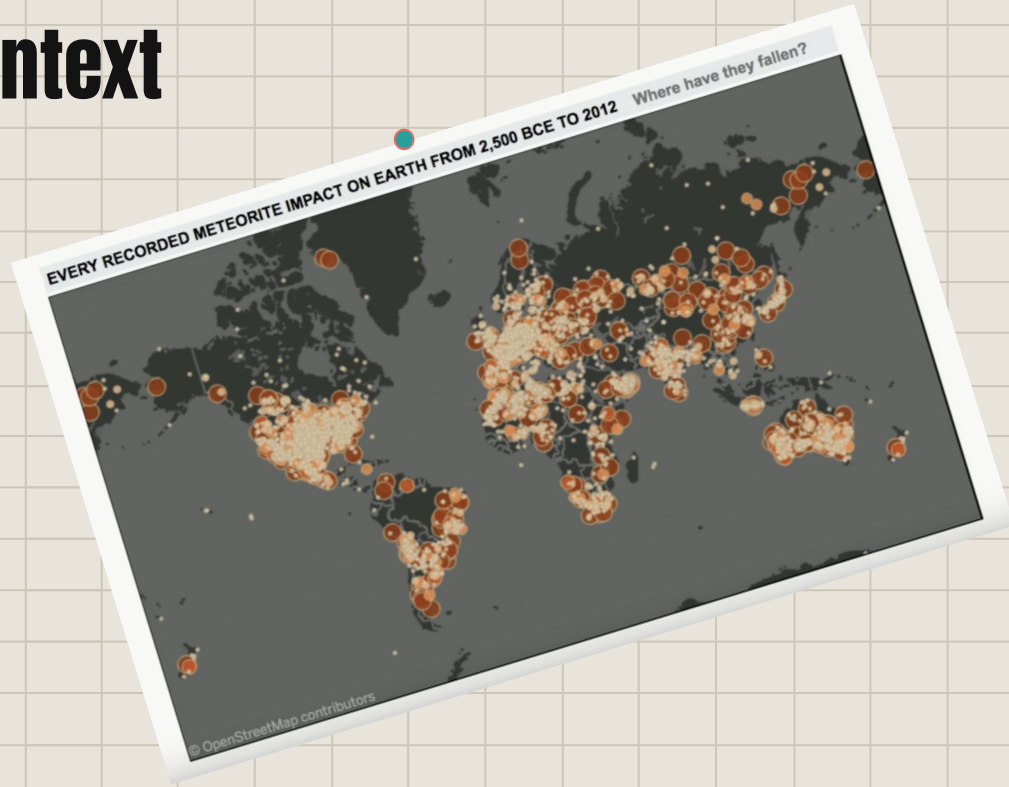 ntext
EVERY RECORDED METEORITE IMPACT ON EARTH FROM 2,500 BCE TO 2012 Where have they fallen?
© OpenStreetMap contributors